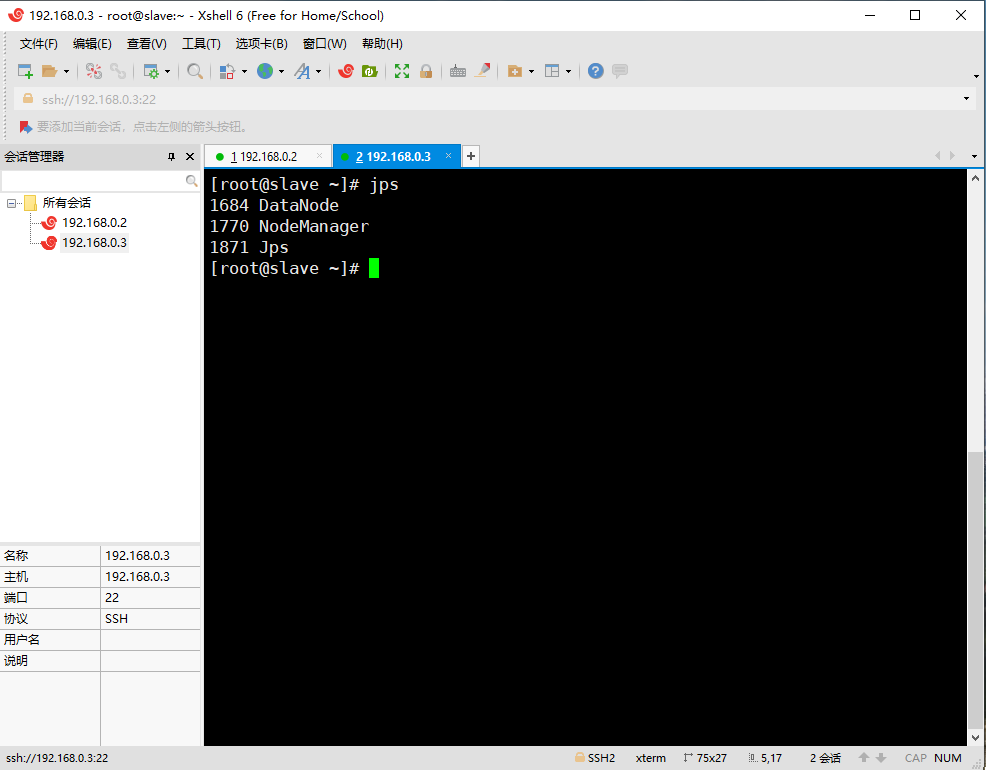 192.168.0.3 - root@slave:~ - Xshell 6 (Free for Home/School)
文件(F) 编辑(E) 查看(V) 工具(T) 选项卡(B) 窗口(W) 帮助(H)
ssh://192.168.0.3:22
要添加当前会话，点击左侧的箭头按钮。
会话管理器
1 192.168.0.2
2 192.168.0.3
所有会话
192.168.0.2
192.168.0.3
[root@slave ~]# jps
1684 DataNode
1770 NodeManager
1871 Jps
[root@slave ~]#
名称 192.168.0.3
主机 192.168.0.3
端口 22
协议 SSH
用户名
说明
ssh://192.168.0.3:22 SSH2 xterm 75x27 5,17 2 会话 CAP NUM